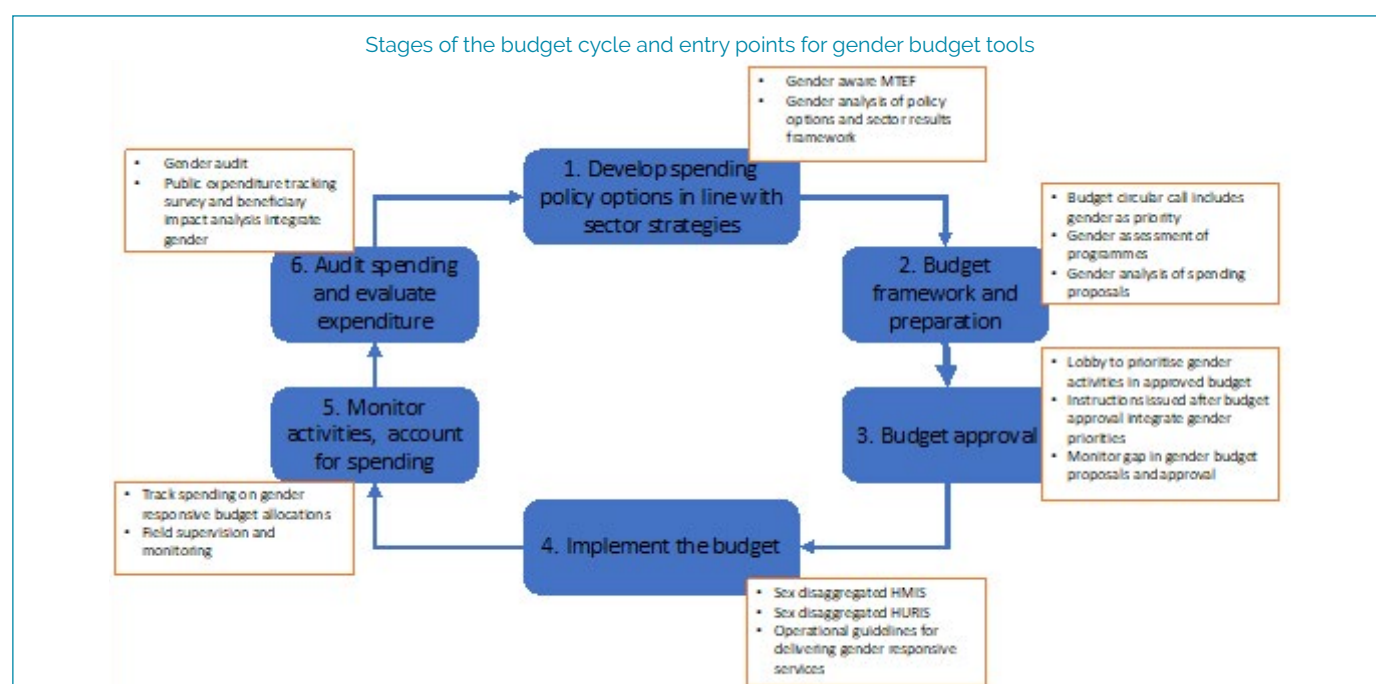 Stages of the budget cycle and entry points for gender budget tools
• Gender aware MTEF
• Gender analysis of policy
options and sector results
framework
1. Develop spending
policy options in line with
sector strategies
• Budget circular call includes
gender as priority
• Gender assessment of
programmes
• Gender analysis of spending
proposals
2. Budget
framework and
preparation
• Lobby to prioritise gender
activities in approved budget
• Instructions issued after budget
approval integrate gender
priorities
• Monitor gap in gender budget
proposals and approval
3. Budget approval
4. Implement the budget
• Sex disaggregated HMIS
• Sex disaggregated HURIS
• Operational guidelines for
delivering gender responsive
services
5. Monitor
activities, account
for spending
• Track spending on gender
responsive budget allocations
• Field supervision and
monitoring
• Gender audit
• Public expenditure tracking
survey and beneficiary
impact analysis integrate
gender
6. Audit spending
and evaluate
expenditure